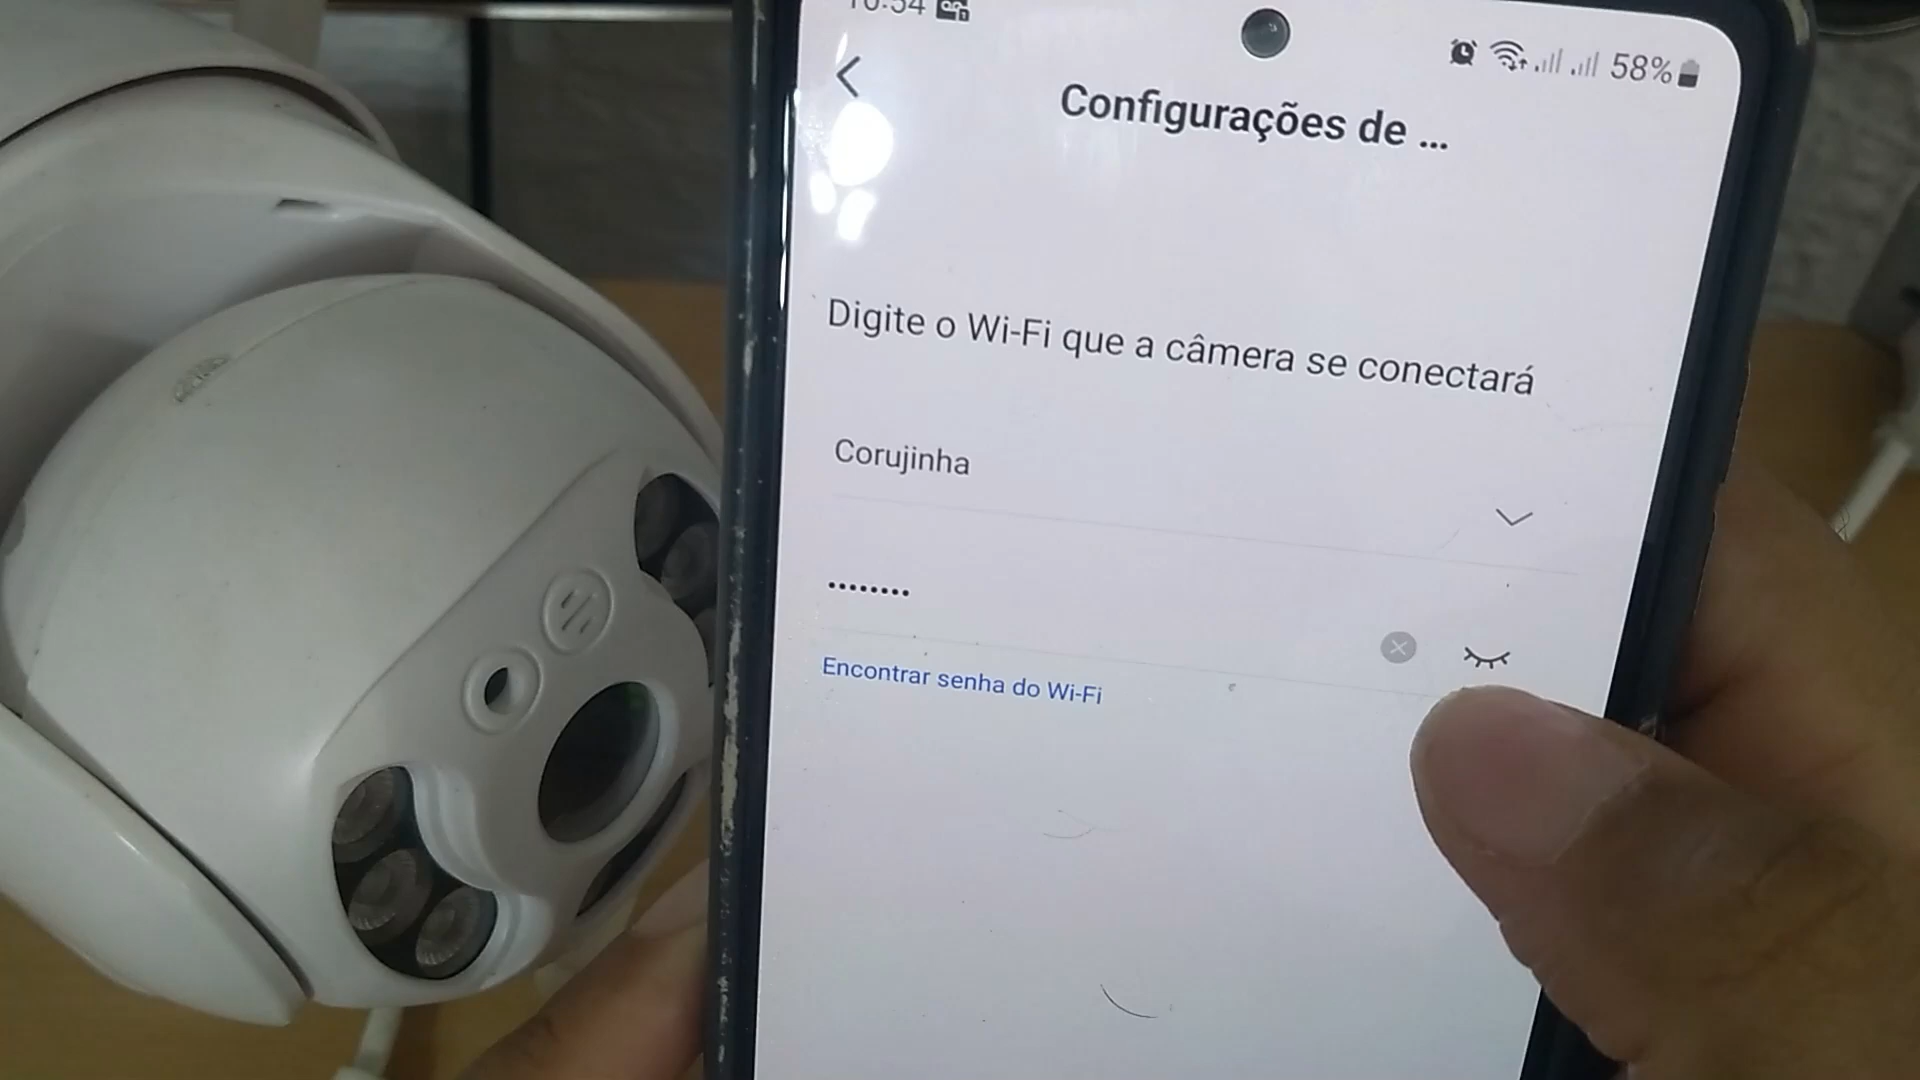 58%
Configurações de ...
Digite o Wi-Fi que a câmera se conectará
Corujinha
••••••••
Encontrar senha do Wi-Fi